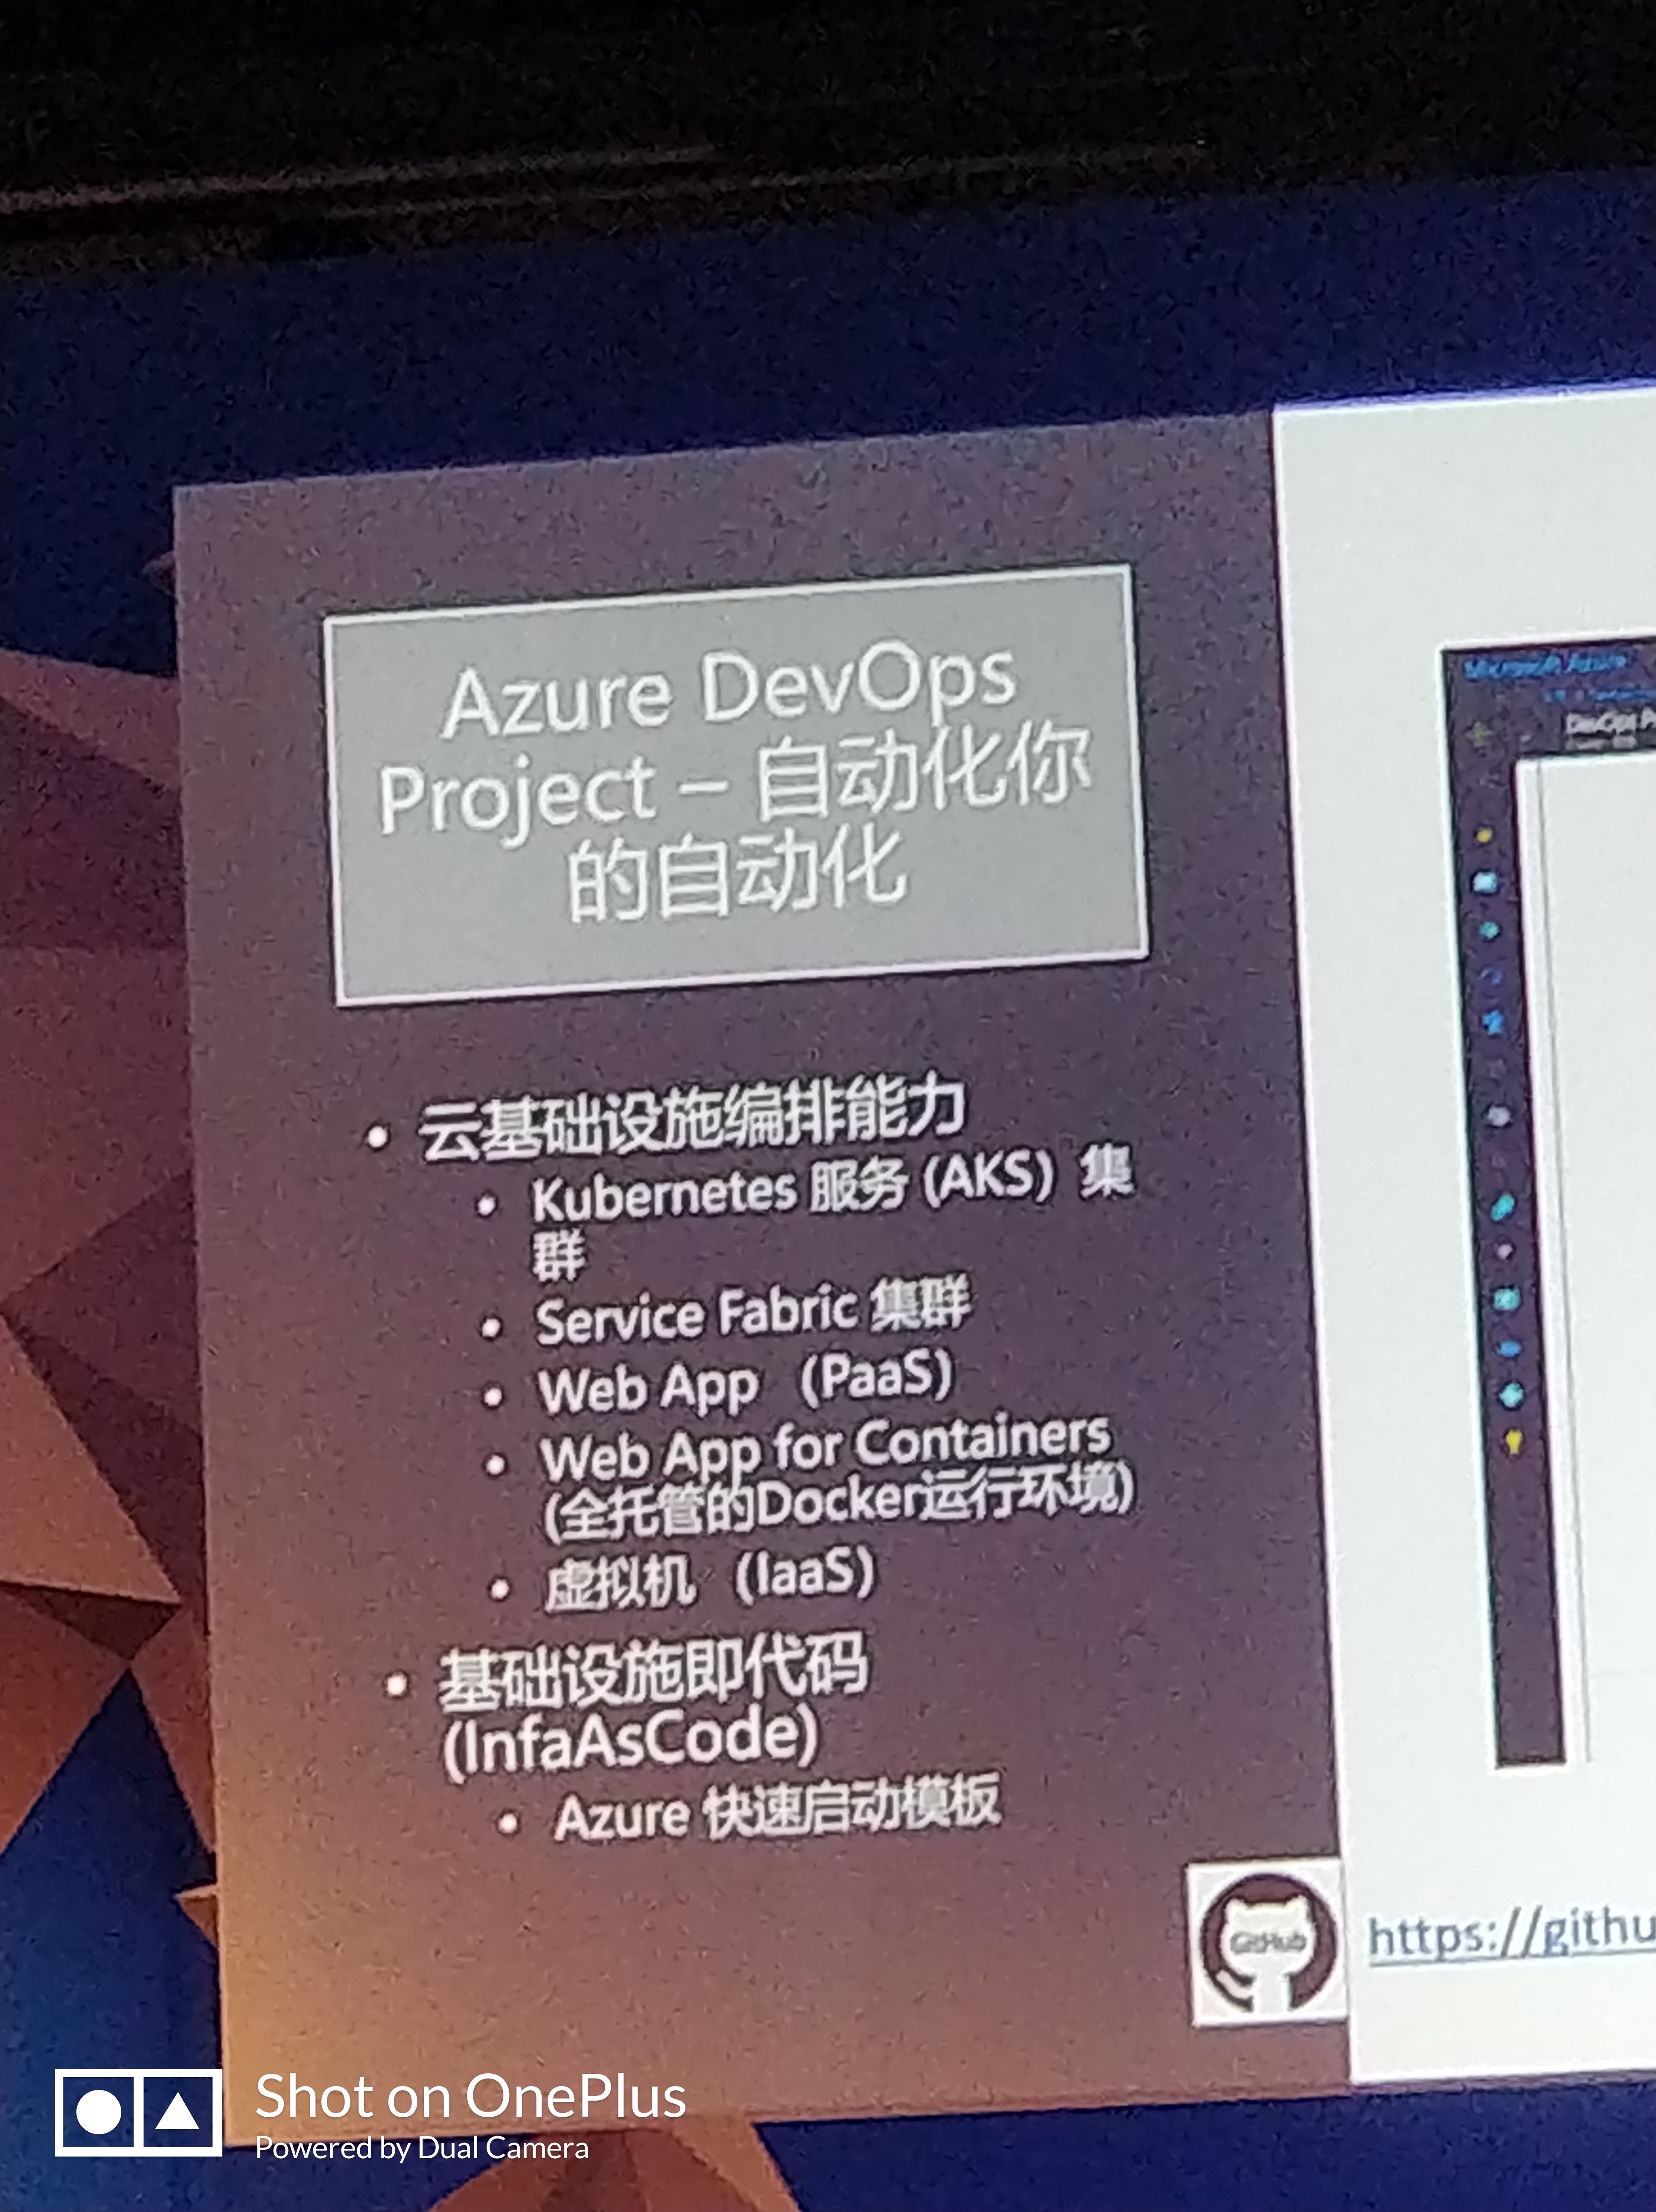 Azure DevOps
Project – 自动化你
的自动化
• 云基础设施编排能力
• Kubernetes 服务 (AKS) 集
群
• Service Fabric 集群
• Web App （PaaS）
• Web App for Containers
(全托管的Docker运行环境)
• 虚拟机 （IaaS）
• 基础设施即代码
(InfaAsCode)
• Azure 快速启动模板
Microsoft Azure
DevOps
GitHub
https://githu
Shot on OnePlus
Powered by Dual Camera